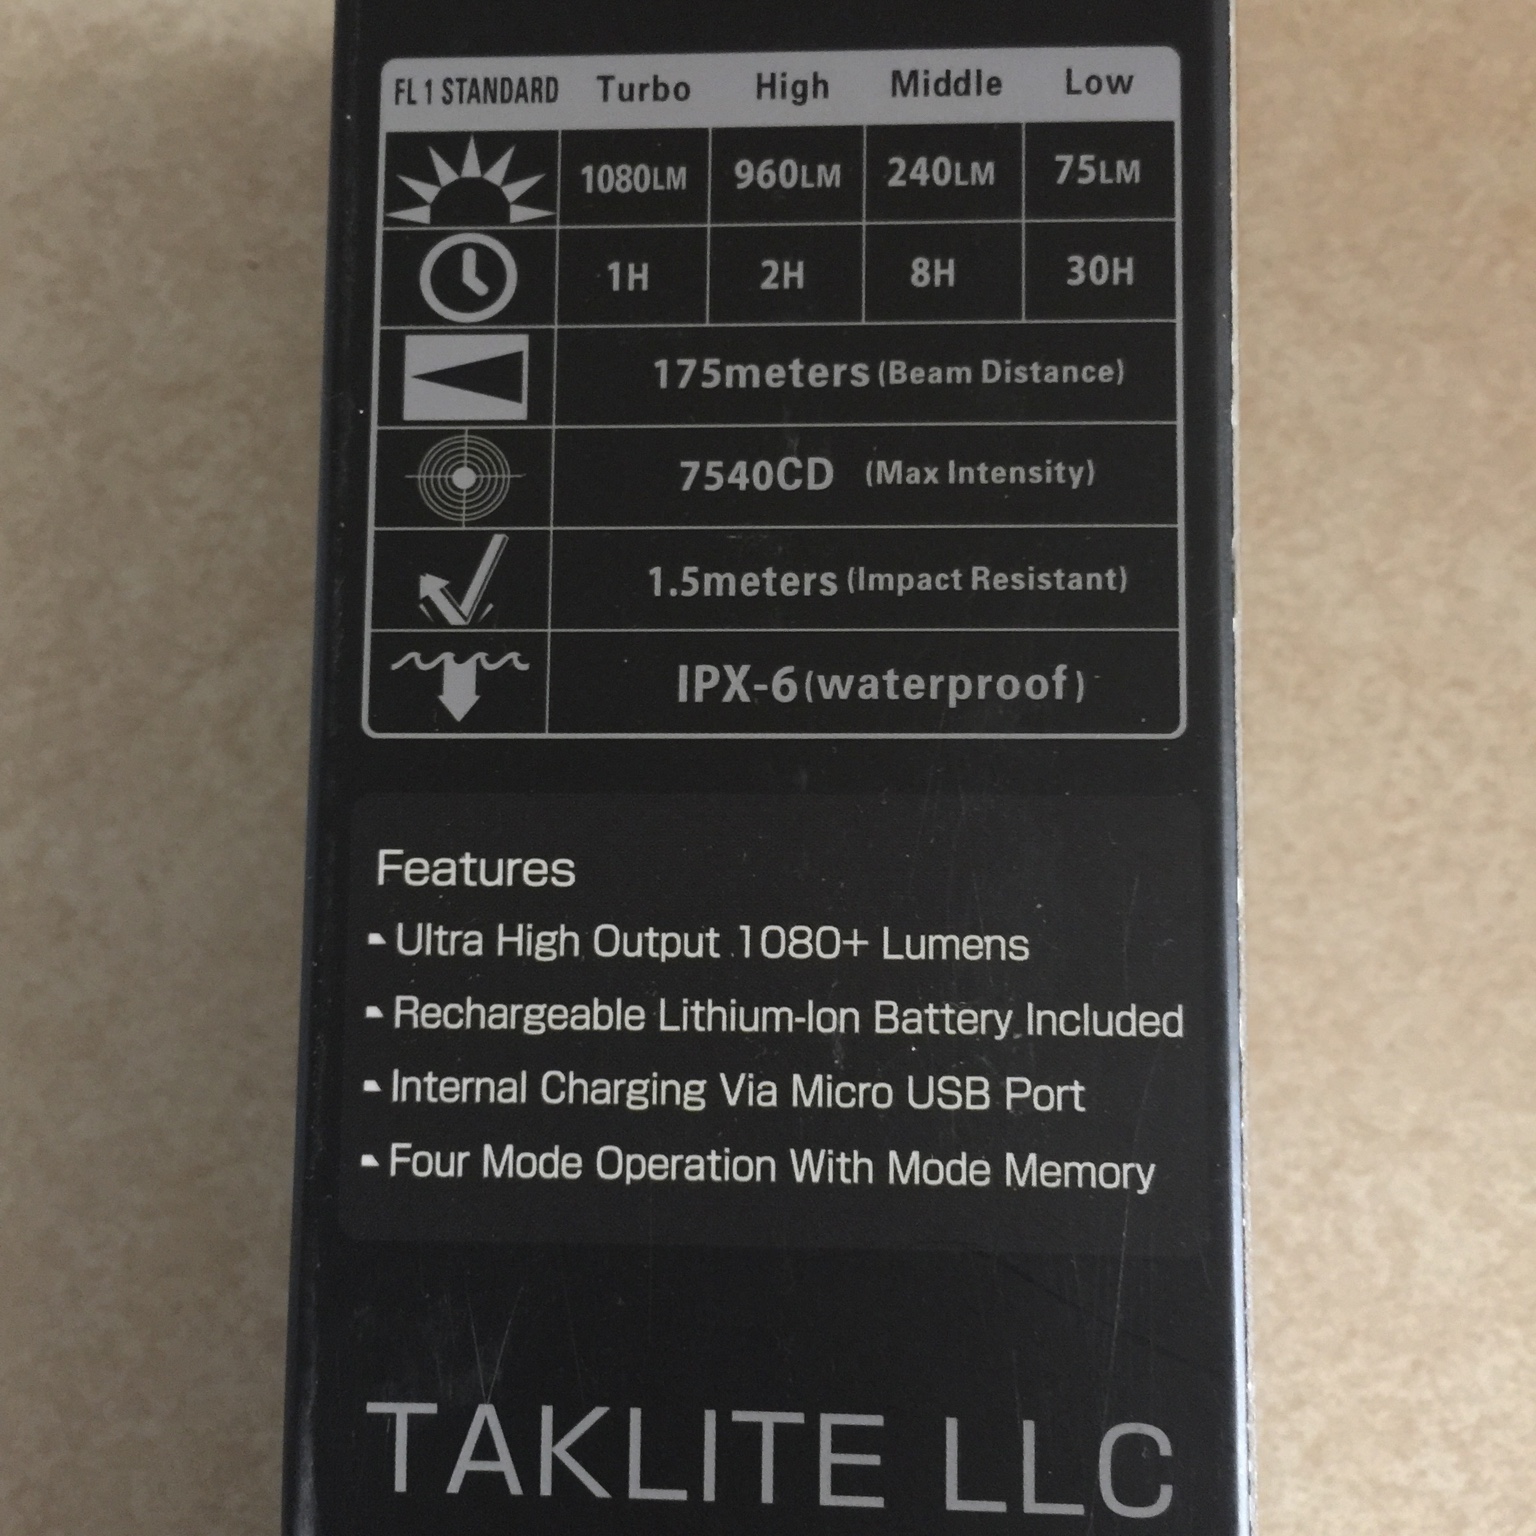 FL 1 STANDARD Turbo High Middle Low
1080LM 960LM 240LM 75LM
1H 2H 8H 30H
175meters (Beam Distance)
7540CD (Max Intensity)
1.5meters (Impact Resistant)
IPX-6 (waterproof)
Features
- Ultra High Output 1080+ Lumens
- Rechargeable Lithium-Ion Battery Included
- Internal Charging Via Micro USB Port
- Four Mode Operation With Mode Memory
TAKLITE LLC